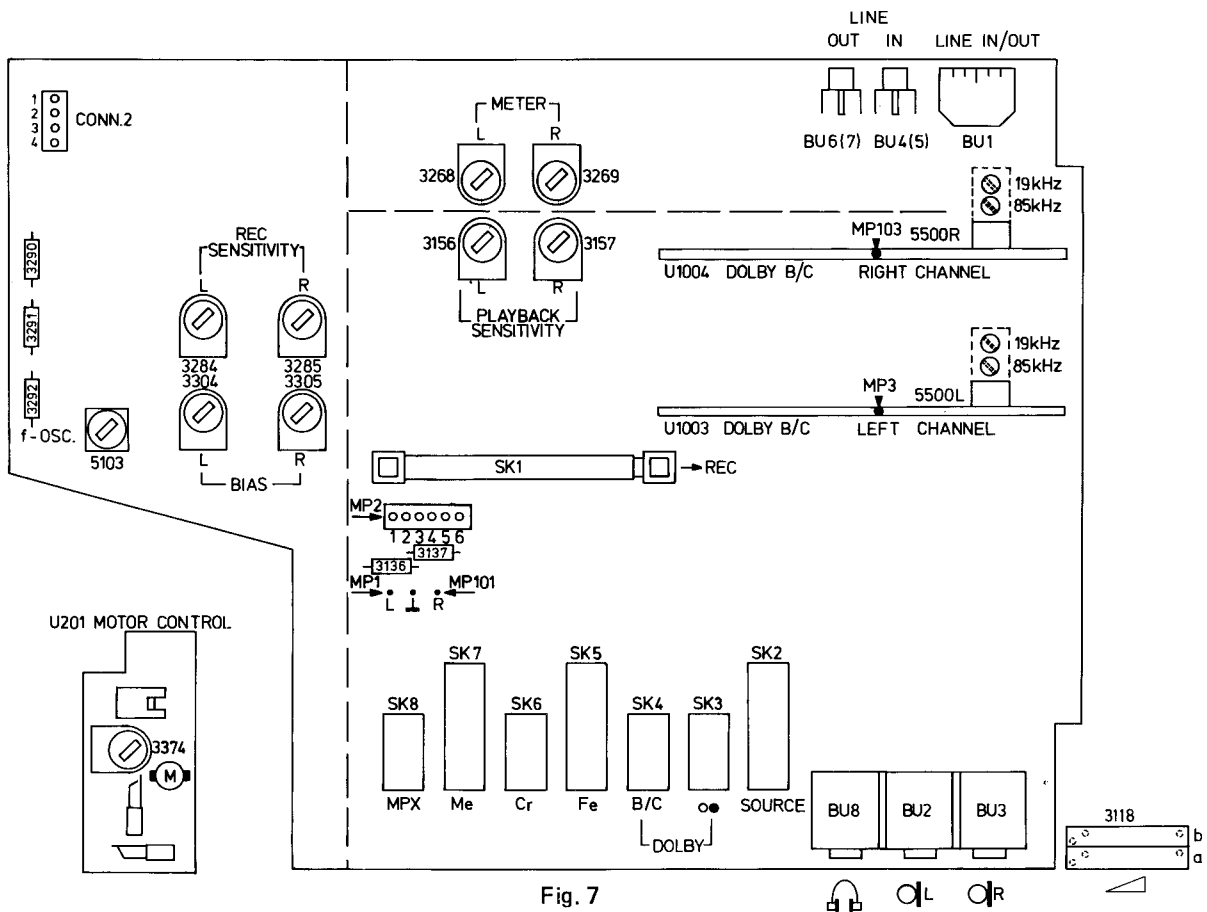 LINE
OUT IN LINE IN/OUT
BU6(7) BU4(5) BU1
1
2
3
4
CONN.2
METER
L R
3268 3269
3156 3157
L R
PLAYBACK
SENSITIVITY
19kHz
85kHz
MP103 5500R
U1004 DOLBY B/C RIGHT CHANNEL
3290
3291
3292
REC
SENSITIVITY
L R
3284 3285
3304 3305
L R
BIAS
f-OSC.
5103
19kHz
85kHz
MP3 5500L
U1003 DOLBY B/C LEFT CHANNEL
SK1 REC
MP2
1 2 3 4 5 6
3137
3136
MP1 MP101
L R
U201 MOTOR CONTROL
3374
M
SK7 SK5 SK2
SK8 SK6 SK4 SK3
MPX Me Cr Fe B/C SOURCE
DOLBY
BU8 BU2 BU3
L R
3118
b
a
Fig. 7